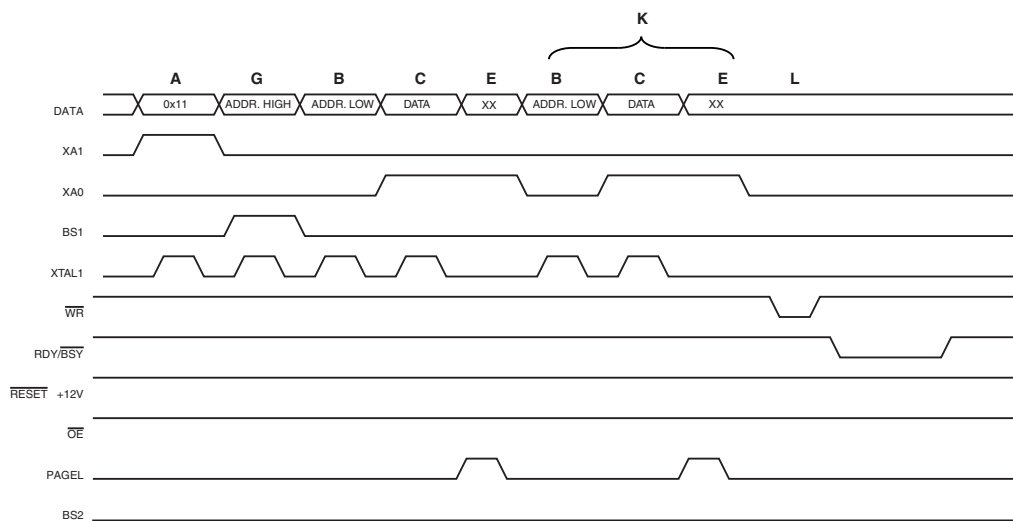 K
A G B C E B C E L
DATA 0x11 ADDR. HIGH ADDR. LOW DATA XX ADDR. LOW DATA XX
XA1
XA0
BS1
XTAL1
WR
RDY/BSY
RESET +12V
OE
PAGEL
BS2